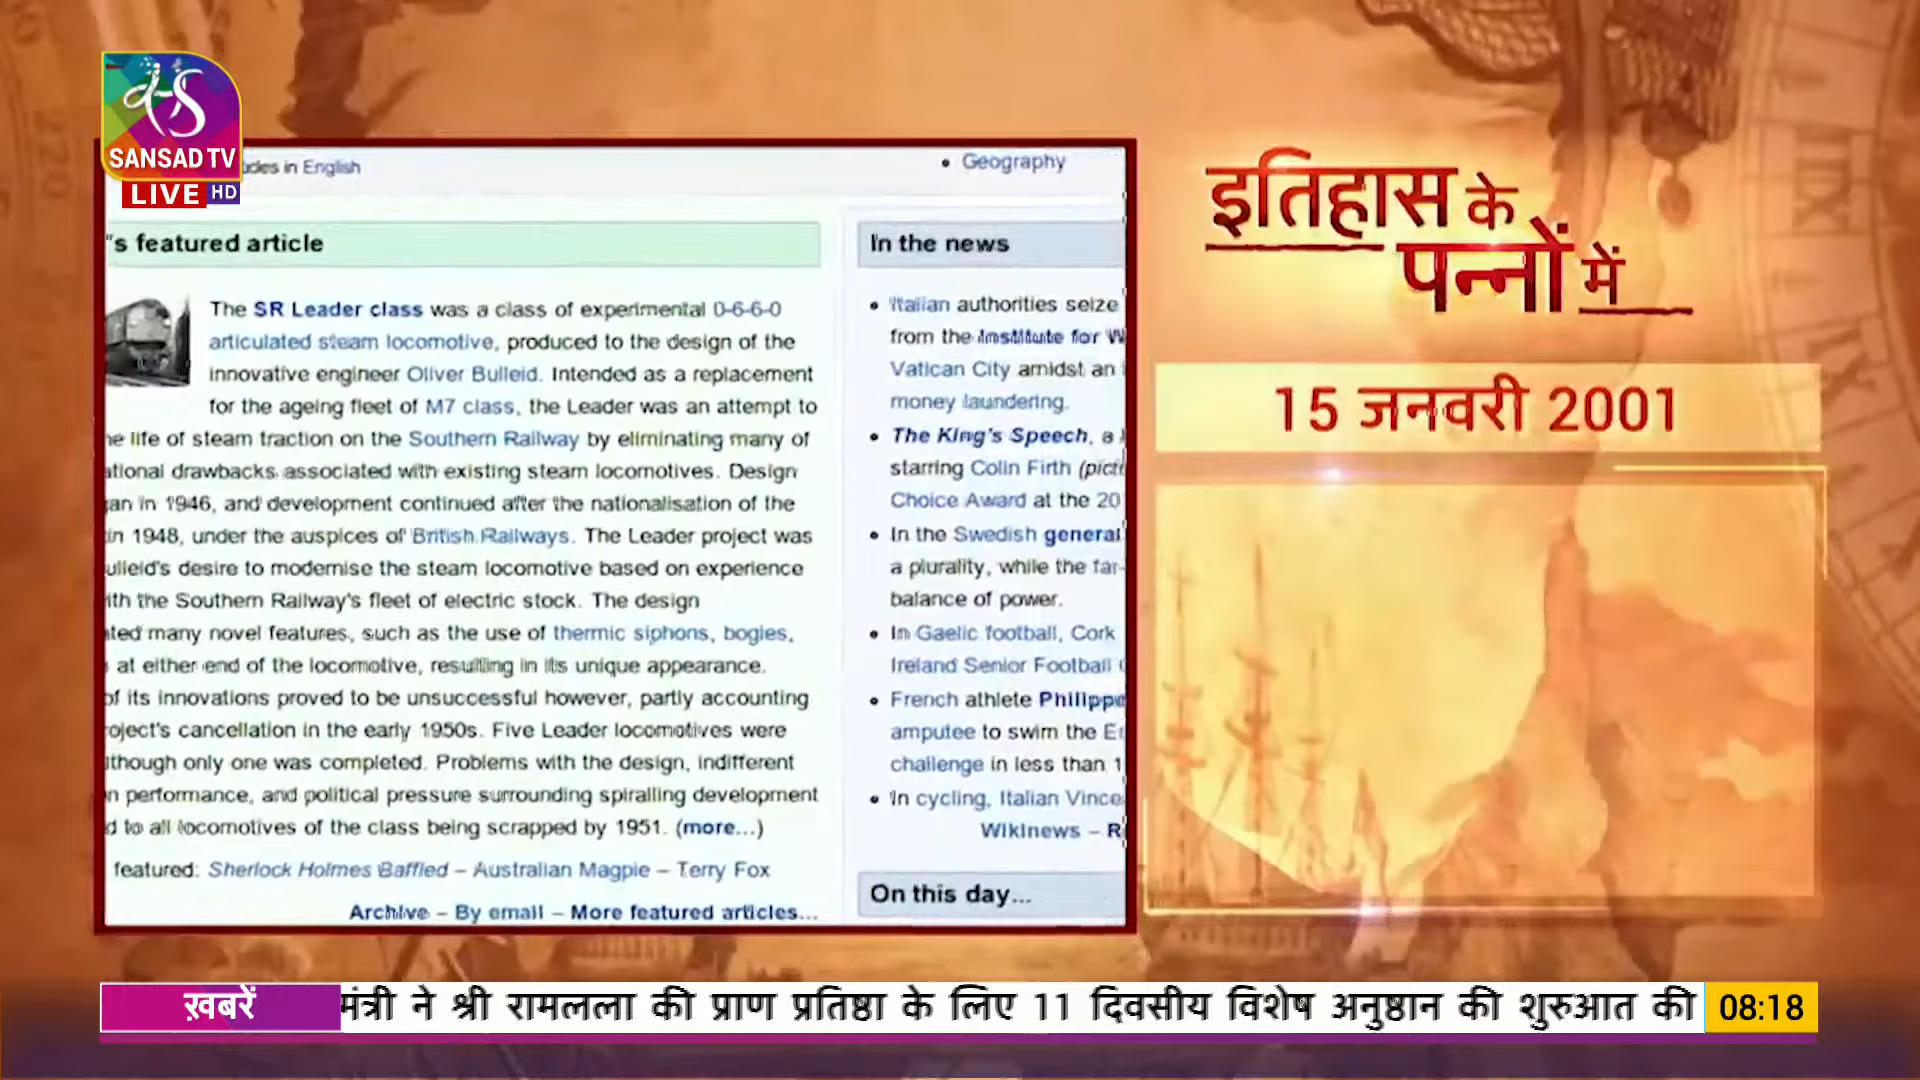 SANSAD TV
LIVE HD
in English
• Geography
's featured article
The SR Leader class was a class of experimental 0-6-6-0
articulated steam locomotive, produced to the design of the
innovative engineer Oliver Bulleid. Intended as a replacement
for the ageing fleet of M7 class, the Leader was an attempt to
life of steam traction on the Southern Railway by eliminating many of
drawbacks associated with existing steam locomotives. Design
in 1946, and development continued after the nationalisation of the
in 1948, under the auspices of British Railways. The Leader project was
desire to modernise the steam locomotive based on experience
the Southern Railway's fleet of electric stock. The design
many novel features, such as the use of thermic siphons, bogies,
at either end of the locomotive, resulting in its unique appearance.
of its innovations proved to be unsuccessful however, partly accounting
cancellation in the early 1950s. Five Leader locomotives were
though only one was completed. Problems with the design, indifferent
performance, and political pressure surrounding spiralling development
to all locomotives of the class being scrapped by 1951. (more...)
featured: Sherlock Holmes Baffled – Australian Magpie – Terry Fox
Archive – By email – More featured articles...
In the news
• Italian authorities seize
from the Institute for W
Vatican City amidst an
money laundering.
• The King's Speech, a
starring Colin Firth (pict
Choice Award at the 20
• In the Swedish general
a plurality, while the far-
balance of power.
• In Gaelic football, Cork
Ireland Senior Football
• French athlete Philippe
amputee to swim the E
challenge in less than 1
• In cycling, Italian Vince
Wikinews – R
On this day...
इतिहास के
पन्नों में
15 जनवरी 2001
ख़बरें मंत्री ने श्री रामलला की प्राण प्रतिष्ठा के लिए 11 दिवसीय विशेष अनुष्ठान की शुरुआत की 08:18